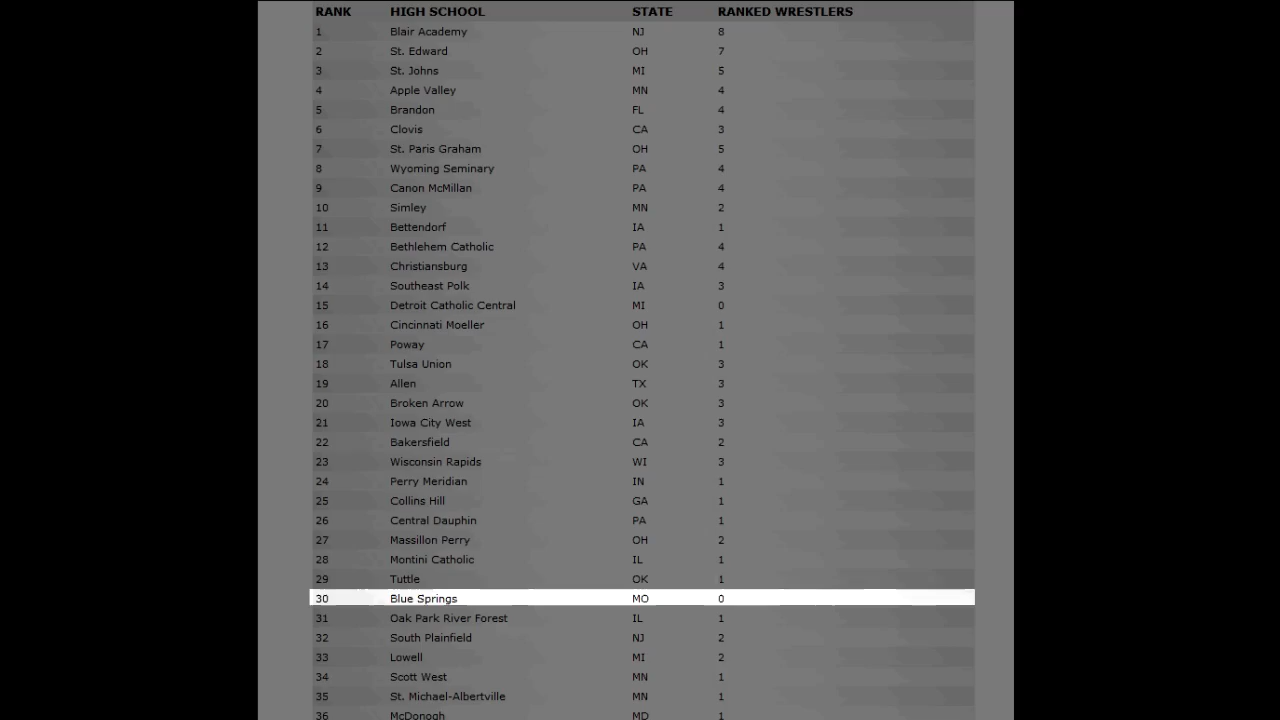 RANK HIGH SCHOOL STATE RANKED WRESTLERS
1 Blair Academy NJ 8
2 St. Edward OH 7
3 St. Johns MI 5
4 Apple Valley MN 4
5 Brandon FL 4
6 Clovis CA 3
7 St. Paris Graham OH 5
8 Wyoming Seminary PA 4
9 Canon McMillan PA 4
10 Simley MN 2
11 Bettendorf IA 1
12 Bethlehem Catholic PA 4
13 Christiansburg VA 4
14 Southeast Polk IA 3
15 Detroit Catholic Central MI 0
16 Cincinnati Moeller OH 1
17 Poway CA 1
18 Tulsa Union OK 3
19 Allen TX 3
20 Broken Arrow OK 3
21 Iowa City West IA 3
22 Bakersfield CA 2
23 Wisconsin Rapids WI 3
24 Perry Meridian IN 1
25 Collins Hill GA 1
26 Central Dauphin PA 1
27 Massillon Perry OH 2
28 Montini Catholic IL 1
29 Tuttle OK 1
30 Blue Springs MO 0
31 Oak Park River Forest IL 1
32 South Plainfield NJ 2
33 Lowell MI 2
34 Scott West MN 1
35 St. Michael-Albertville MN 1
36 McDonogh MD 1